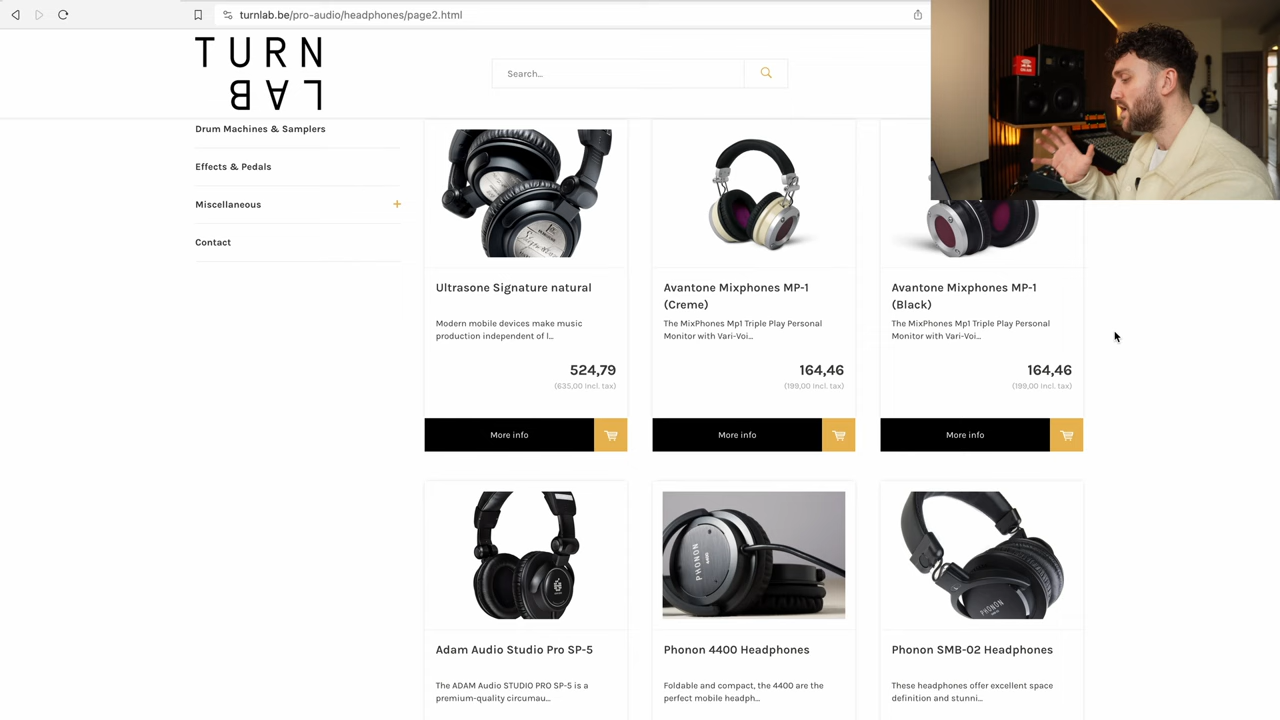 turnlab.be/pro-audio/headphones/page2.html
TURN
LAB
Search...
Drum Machines & Samplers
Effects & Pedals
Miscellaneous
+
Contact
Ultrasone Signature natural
Modern mobile devices make music
production independent of l...
524,79
(635,00 Incl. tax)
More info
Avantone Mixphones MP-1
(Creme)
The MixPhones Mp1 Triple Play Personal
Monitor with Vari-Voi...
164,46
(199,00 Incl. tax)
More info
Avantone Mixphones MP-1
(Black)
The MixPhones Mp1 Triple Play Personal
Monitor with Vari-Voi...
164,46
(199,00 Incl. tax)
More info
PHONON
4400
PHONON
Adam Audio Studio Pro SP-5
The ADAM Audio STUDIO PRO SP-5 is a
premium-quality circumau...
Phonon 4400 Headphones
Foldable and compact, the 4400 are the
perfect mobile headph...
Phonon SMB-02 Headphones
These headphones offer excellent space
definition and stunni...